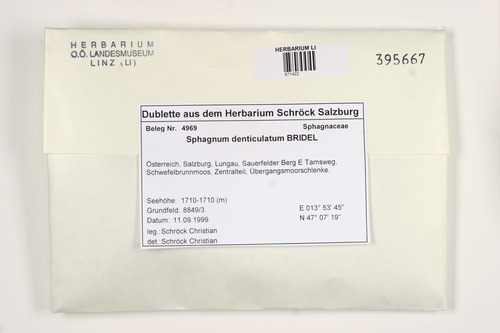 HERBARIUM
O.Ö. LANDESMUSEUM
LINZ (LI)
HERBARIUM LI
395667
Dublette aus dem Herbarium Schröck Salzburg
Beleg Nr. 4969 Sphagnaceae
Sphagnum denticulatum BRIDEL
Österreich, Salzburg, Lungau, Sauerfelder Berg E Tamsweg,
Schwefelbrunnmoos, Zentralteil, Übergangsmoorschlenke.
Seehöhe: 1710-1710 (m) E 013° 53' 45"
Grundfeld: 8849/3 N 47° 07' 19"
Datum: 11.09.1999
leg.: Schröck Christian
det.: Schröck Christian